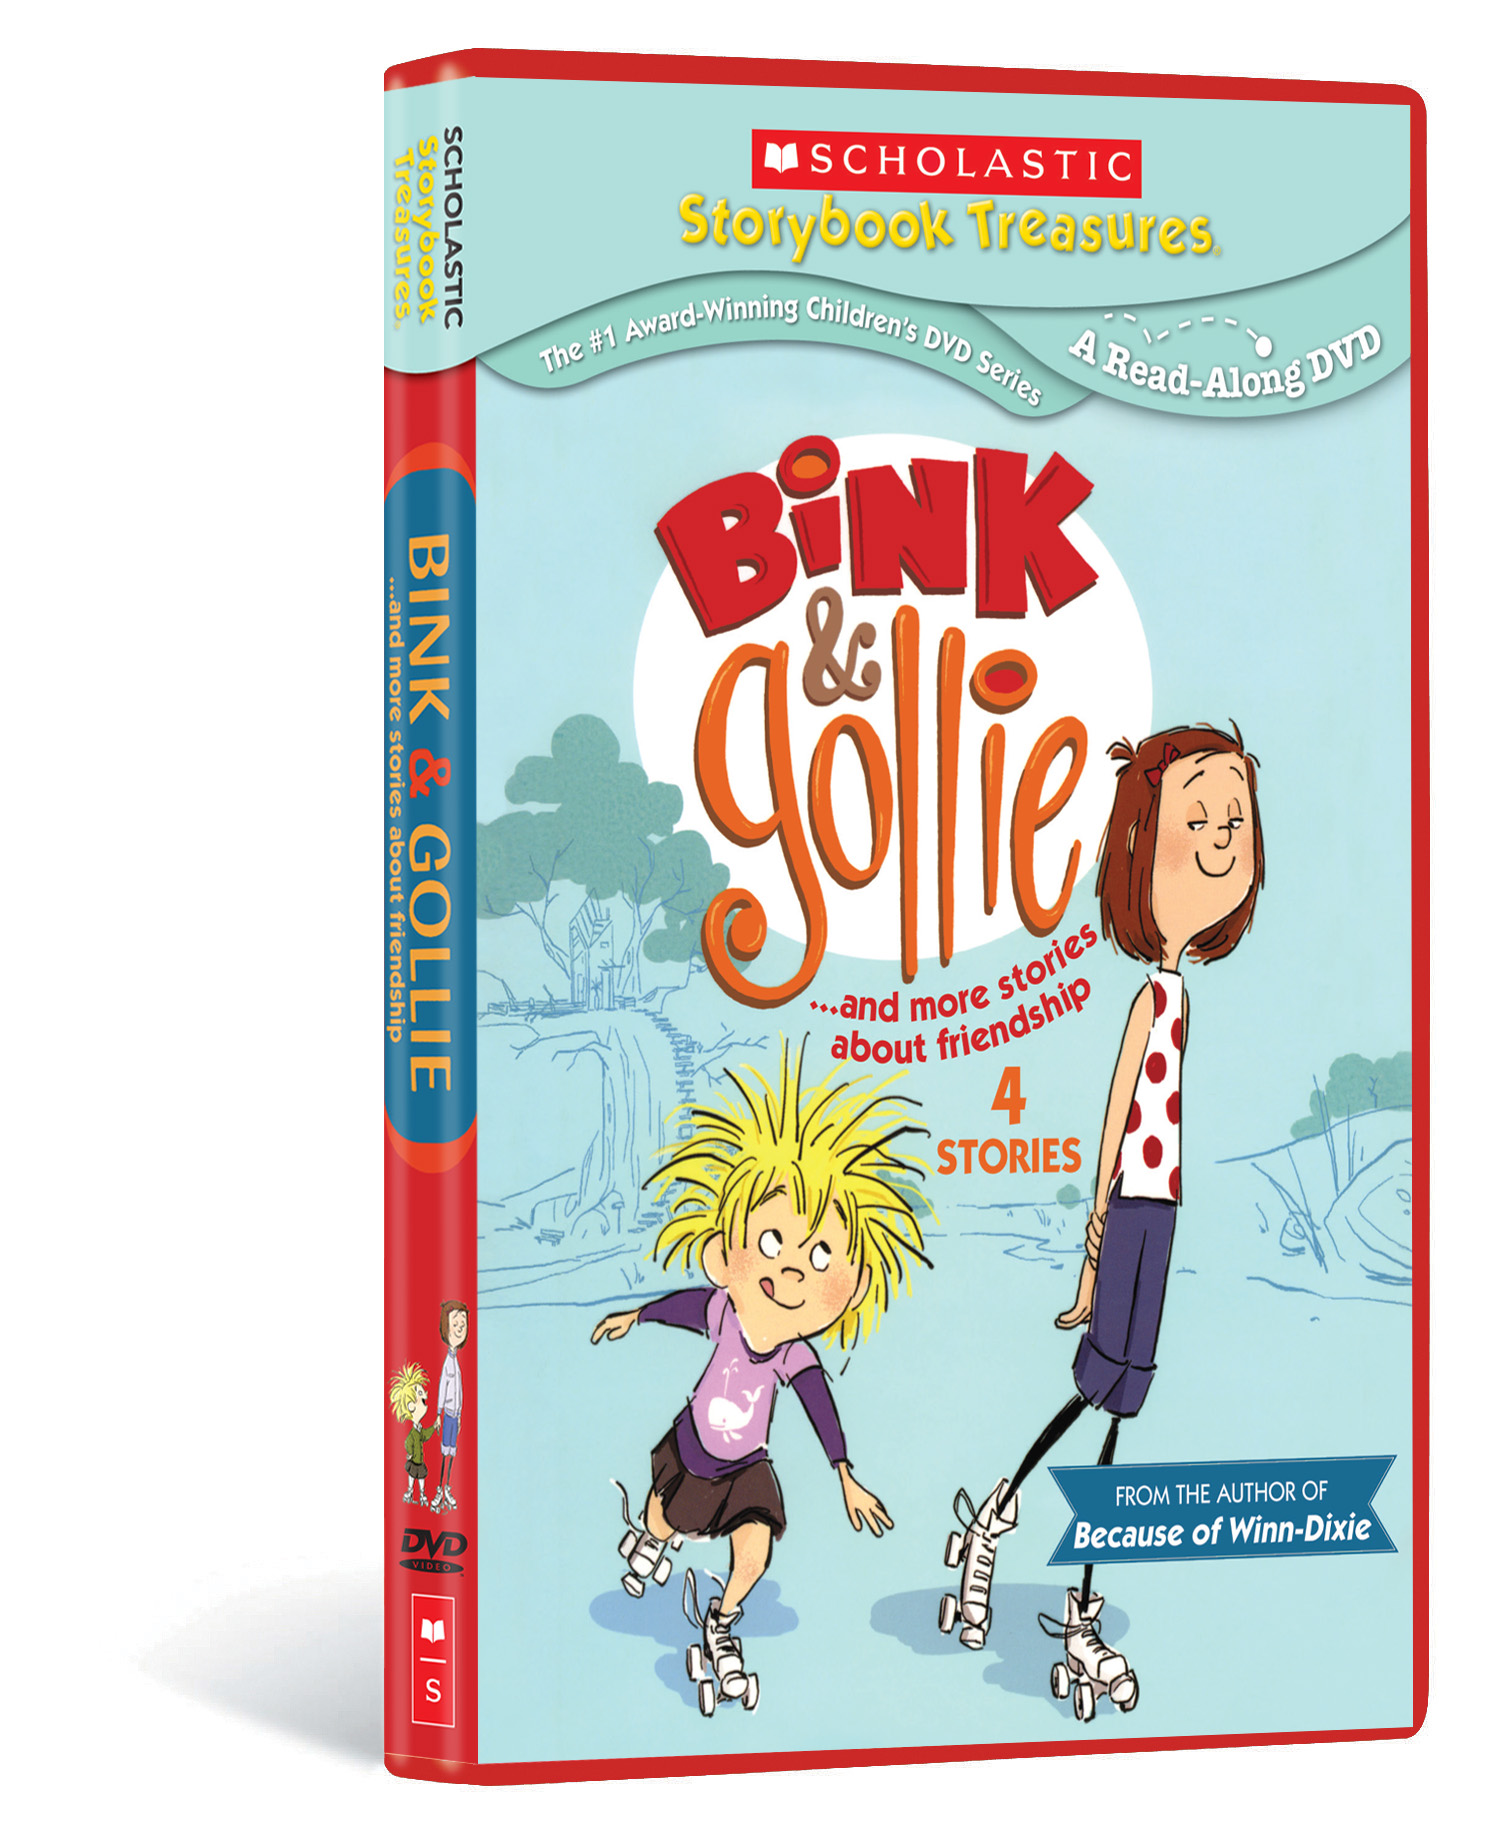 SCHOLASTIC
Storybook Treasures®
The #1 Award-Winning Children's DVD Series
A Read-Along DVD
Bink
&
gollie
...and more stories
about friendship
4
STORIES
FROM THE AUTHOR OF
Because of Winn-Dixie
SCHOLASTIC
Storybook
Treasures®
BINK & GOLLIE
...and more stories about friendship
DVD
VIDEO
S